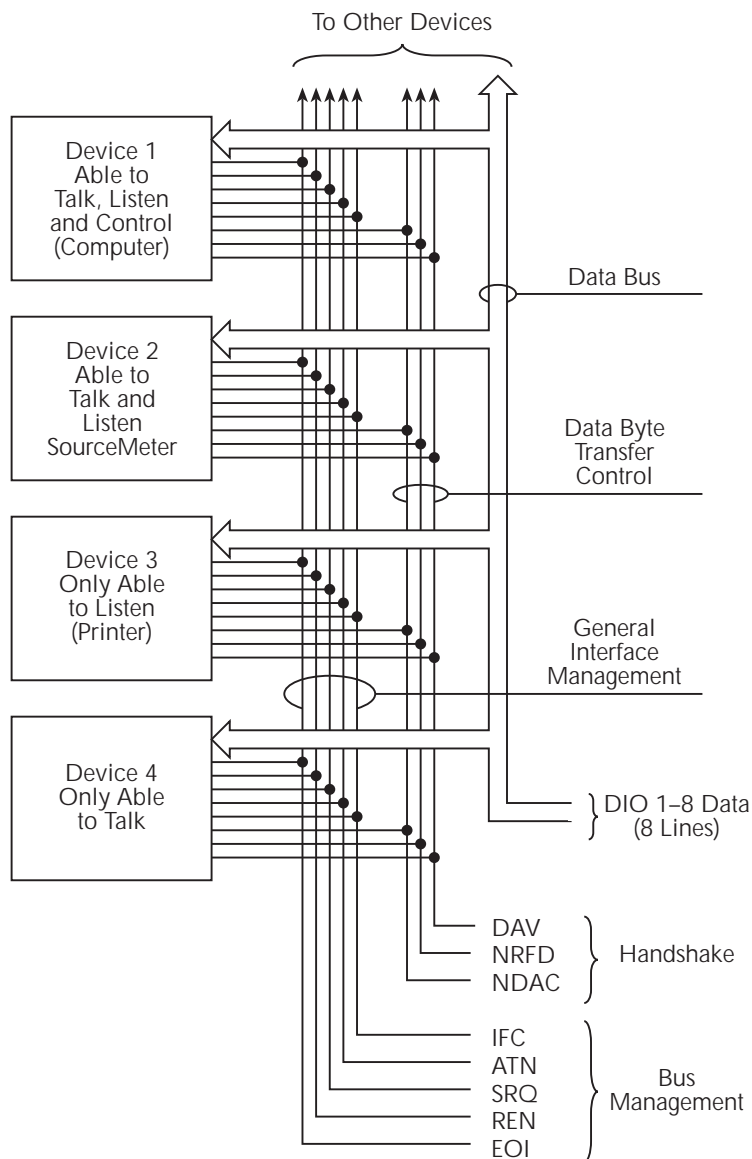 To Other Devices
Device 1
Able to
Talk, Listen
and Control
(Computer)
Data Bus
Device 2
Able to
Talk and
Listen
SourceMeter
Data Byte
Transfer
Control
Device 3
Only Able
to Listen
(Printer)
General
Interface
Management
Device 4
Only Able
to Talk
DIO 1–8 Data
(8 Lines)
DAV
NRFD
NDAC
Handshake
IFC
ATN
SRQ
REN
EOI
Bus
Management